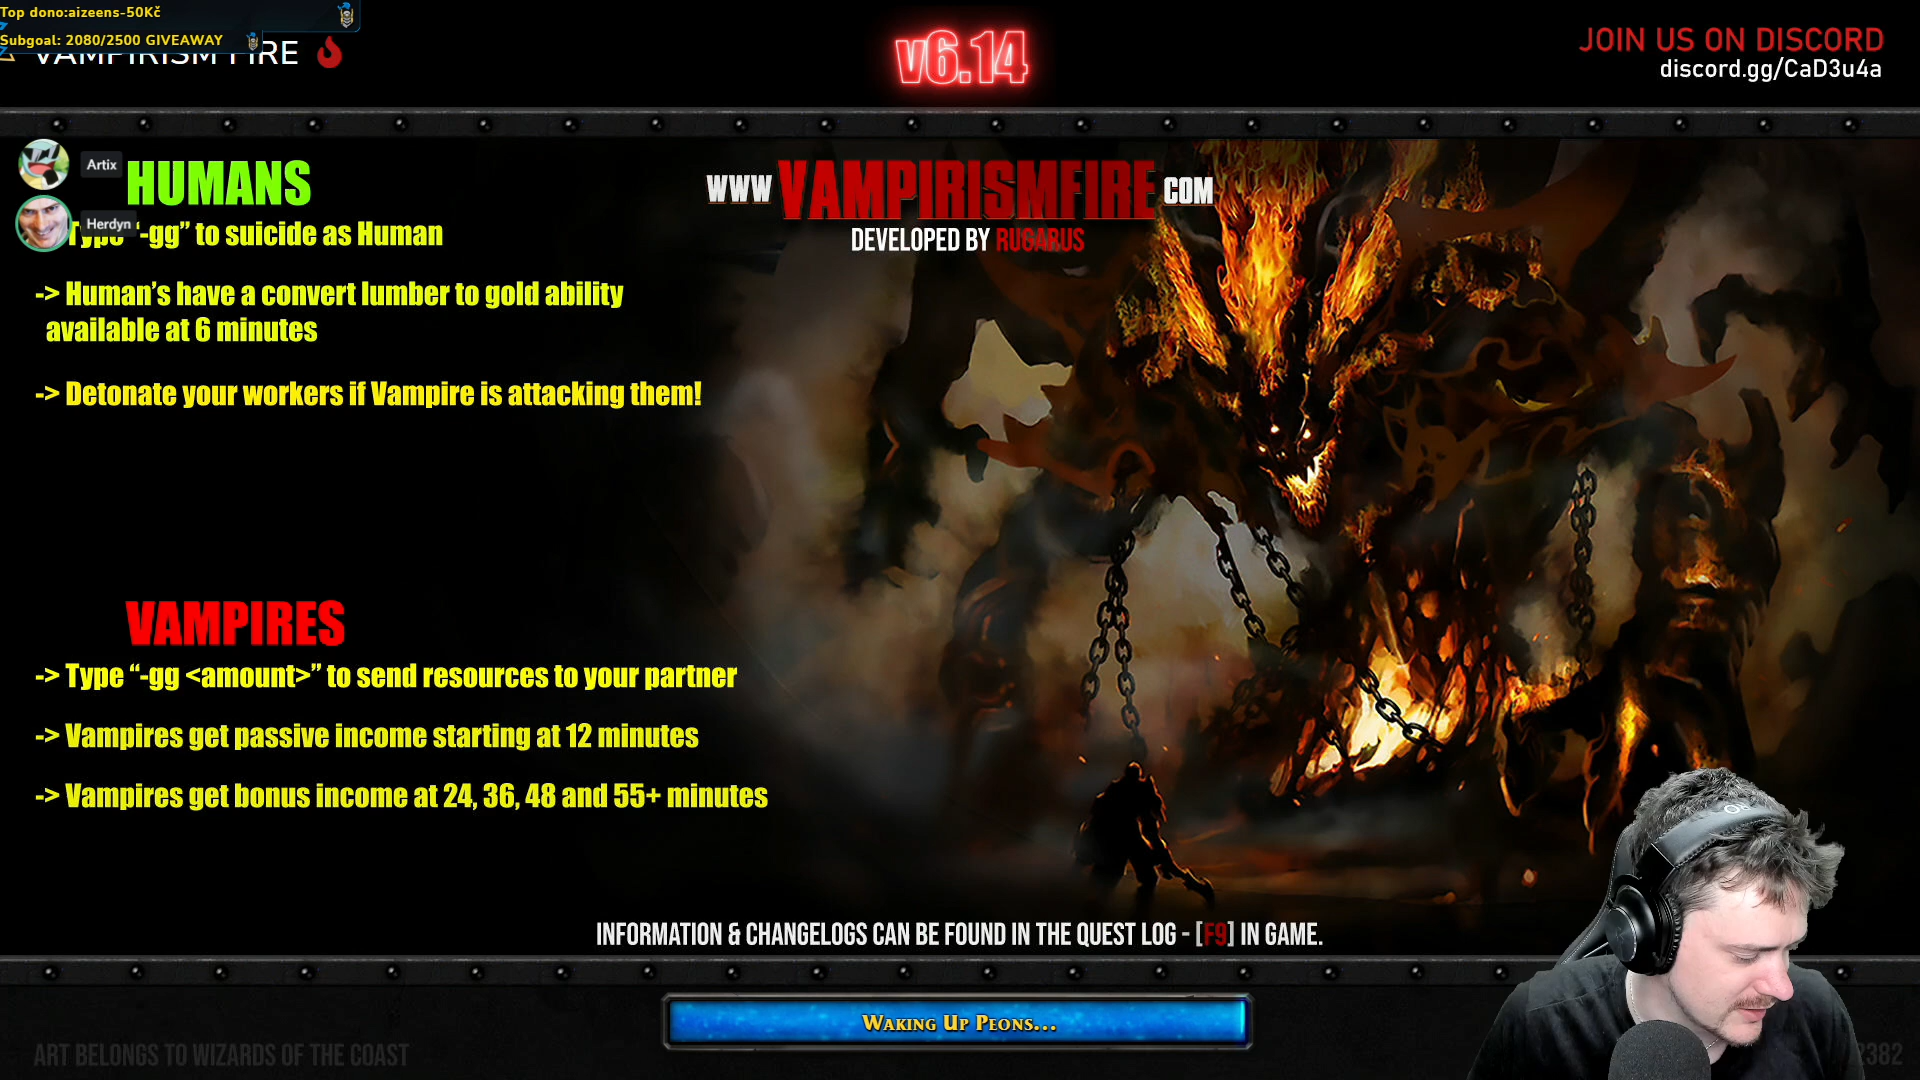 Top dono:aizeens-50Kč
Subgoal: 2080/2500 GIVEAWAY
VAMPIRISM FIRE
v6.14
JOIN US ON DISCORD
discord.gg/CaD3u4a
Artix
HUMANS
Herdyn
Type “-gg” to suicide as Human
-> Human’s have a convert lumber to gold ability
available at 6 minutes
-> Detonate your workers if Vampire is attacking them!
WWW VAMPIRISMFIRE COM
DEVELOPED BY RUGARUS
VAMPIRES
-> Type “-gg <amount>” to send resources to your partner
-> Vampires get passive income starting at 12 minutes
-> Vampires get bonus income at 24, 36, 48 and 55+ minutes
INFORMATION & CHANGELOGS CAN BE FOUND IN THE QUEST LOG - [F9] IN GAME.
Waking Up Peons...
ART BELONGS TO WIZARDS OF THE COAST
2382